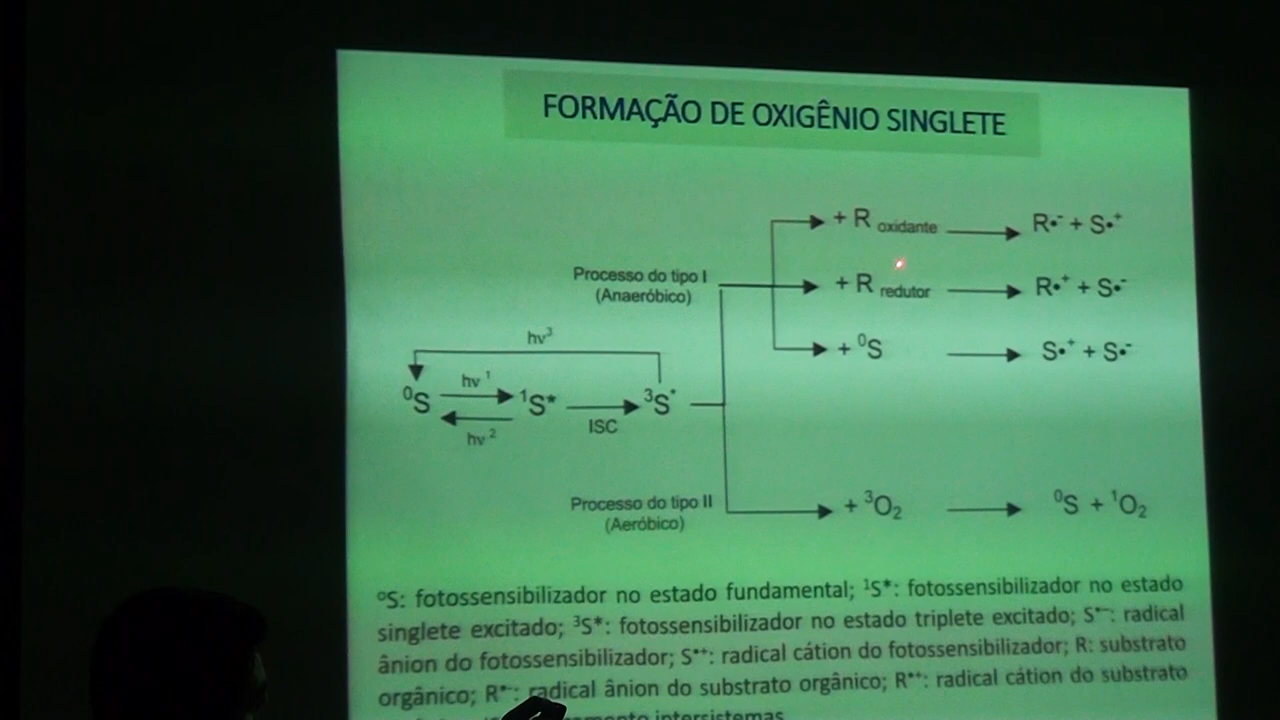 FORMAÇÃO DE OXIGÊNIO SINGLETE
+ R oxidante R•⁻ + S•⁺
Processo do tipo I
(Anaeróbico)
+ R redutor R•⁺ + S•⁻
hν³
+ ⁰S S•⁺ + S•⁻
⁰S hν¹ ¹S* ISC ³S*
hν²
Processo do tipo II
(Aeróbico)
+ ³O₂ ⁰S + ¹O₂
⁰S: fotossensibilizador no estado fundamental; ¹S*: fotossensibilizador no estado
singlete excitado; ³S*: fotossensibilizador no estado triplete excitado; S•⁻: radical
ânion do fotossensibilizador; S•⁺: radical cátion do fotossensibilizador; R: substrato
orgânico; R•⁻: radical ânion do substrato orgânico; R•⁺: radical cátion do substrato
intersistemas